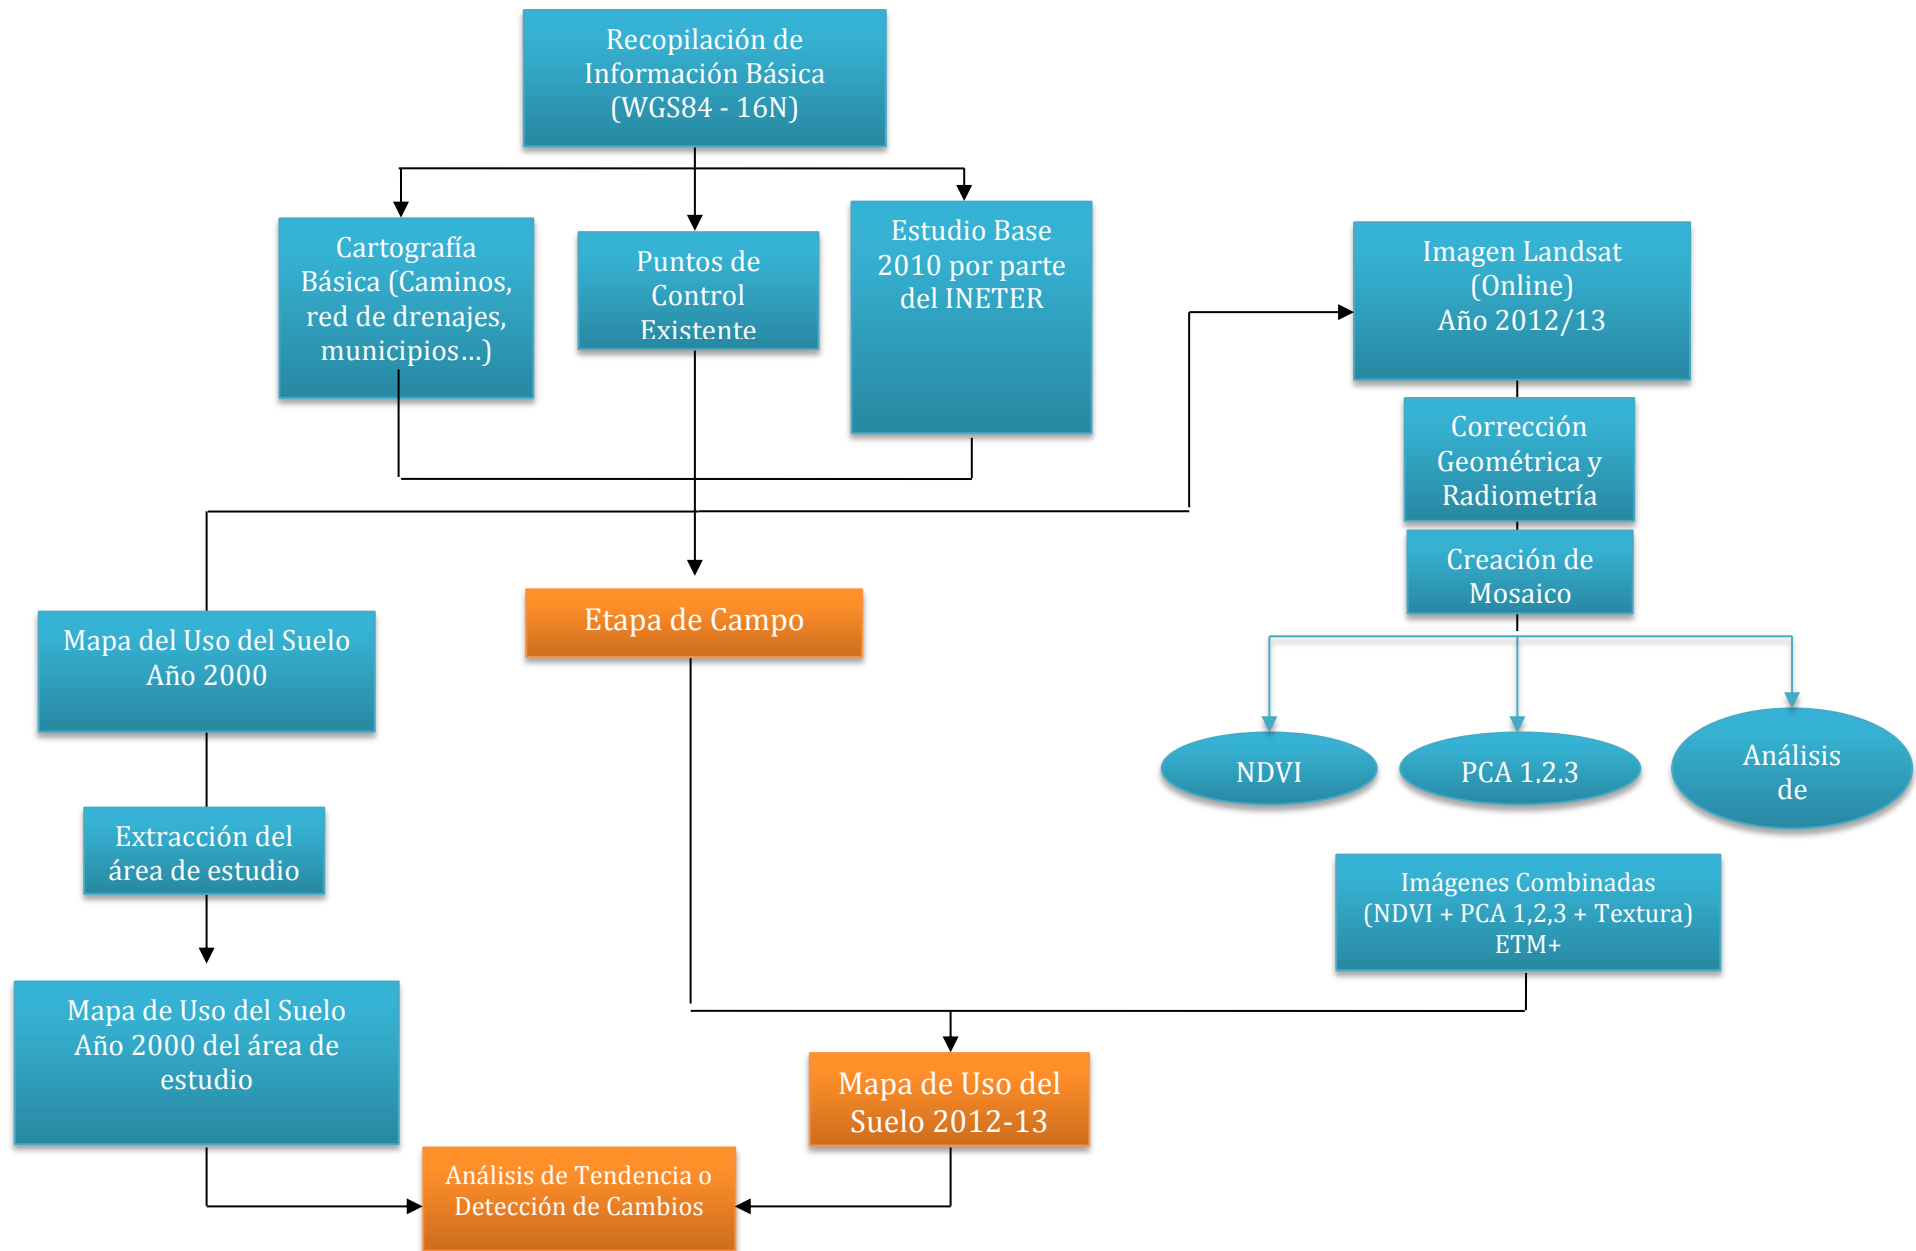 Recopilación de
Información Básica
(WGS84 - 16N)
Cartografía
Básica (Caminos,
red de drenajes,
municipios...)
Puntos de
Control
Existente
Estudio Base
2010 por parte
del INETER
Imagen Landsat
(Online)
Año 2012/13
Corrección
Geométrica y
Radiometría
Creación de
Mosaico
Mapa del Uso del Suelo
Año 2000
Etapa de Campo
NDVI
PCA 1,2,3
Análisis
de
Extracción del
área de estudio
Imágenes Combinadas
(NDVI + PCA 1,2,3 + Textura)
ETM+
Mapa de Uso del Suelo
Año 2000 del área de
estudio
Mapa de Uso del
Suelo 2012-13
Análisis de Tendencia o
Detección de Cambios